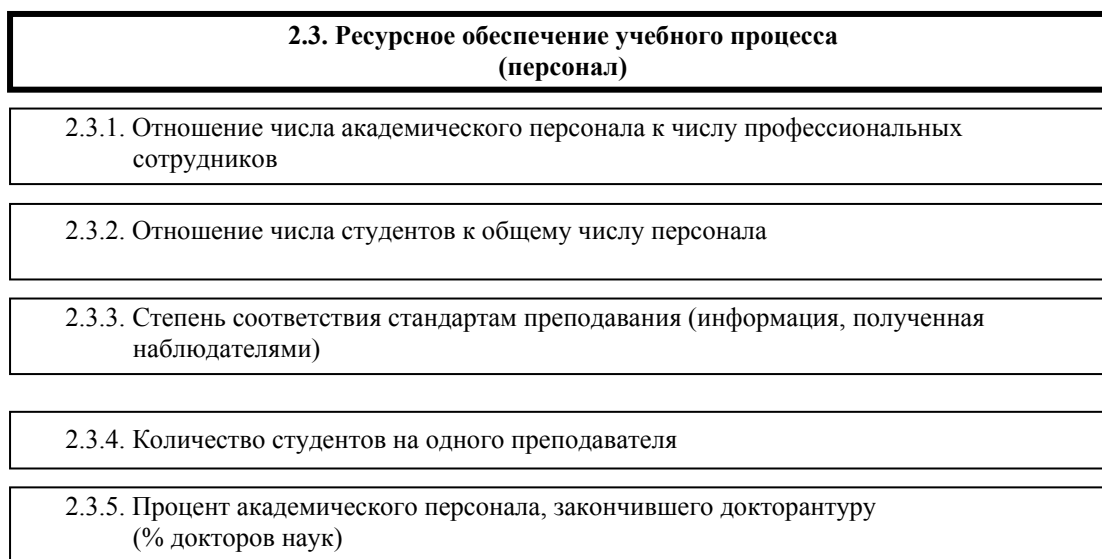 2.3. Ресурсное обеспечение учебного процесса
(персонал)
2.3.1. Отношение числа академического персонала к числу профессиональных
сотрудников
2.3.2. Отношение числа студентов к общему числу персонала
2.3.3. Степень соответствия стандартам преподавания (информация, полученная
наблюдателями)
2.3.4. Количество студентов на одного преподавателя
2.3.5. Процент академического персонала, закончившего докторантуру
(% докторов наук)